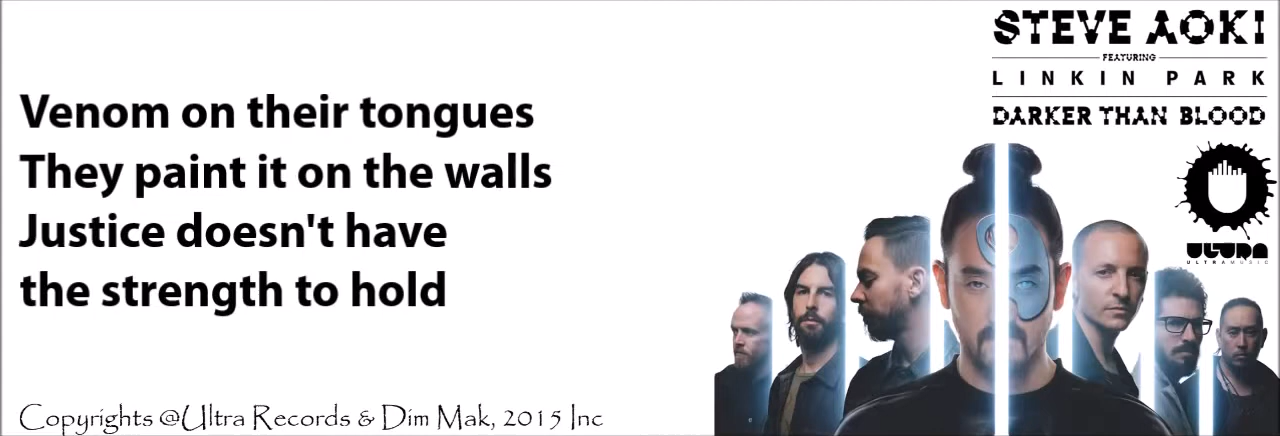 Venom on their tongues
They paint it on the walls
Justice doesn't have
the strength to hold
Copyrights @Ultra Records & Dim Mak, 2015 Inc
STEVE AOKI
FEATURING
LINKIN PARK
DARKER THAN BLOOD
ULTRA
ULTRAMUSIC